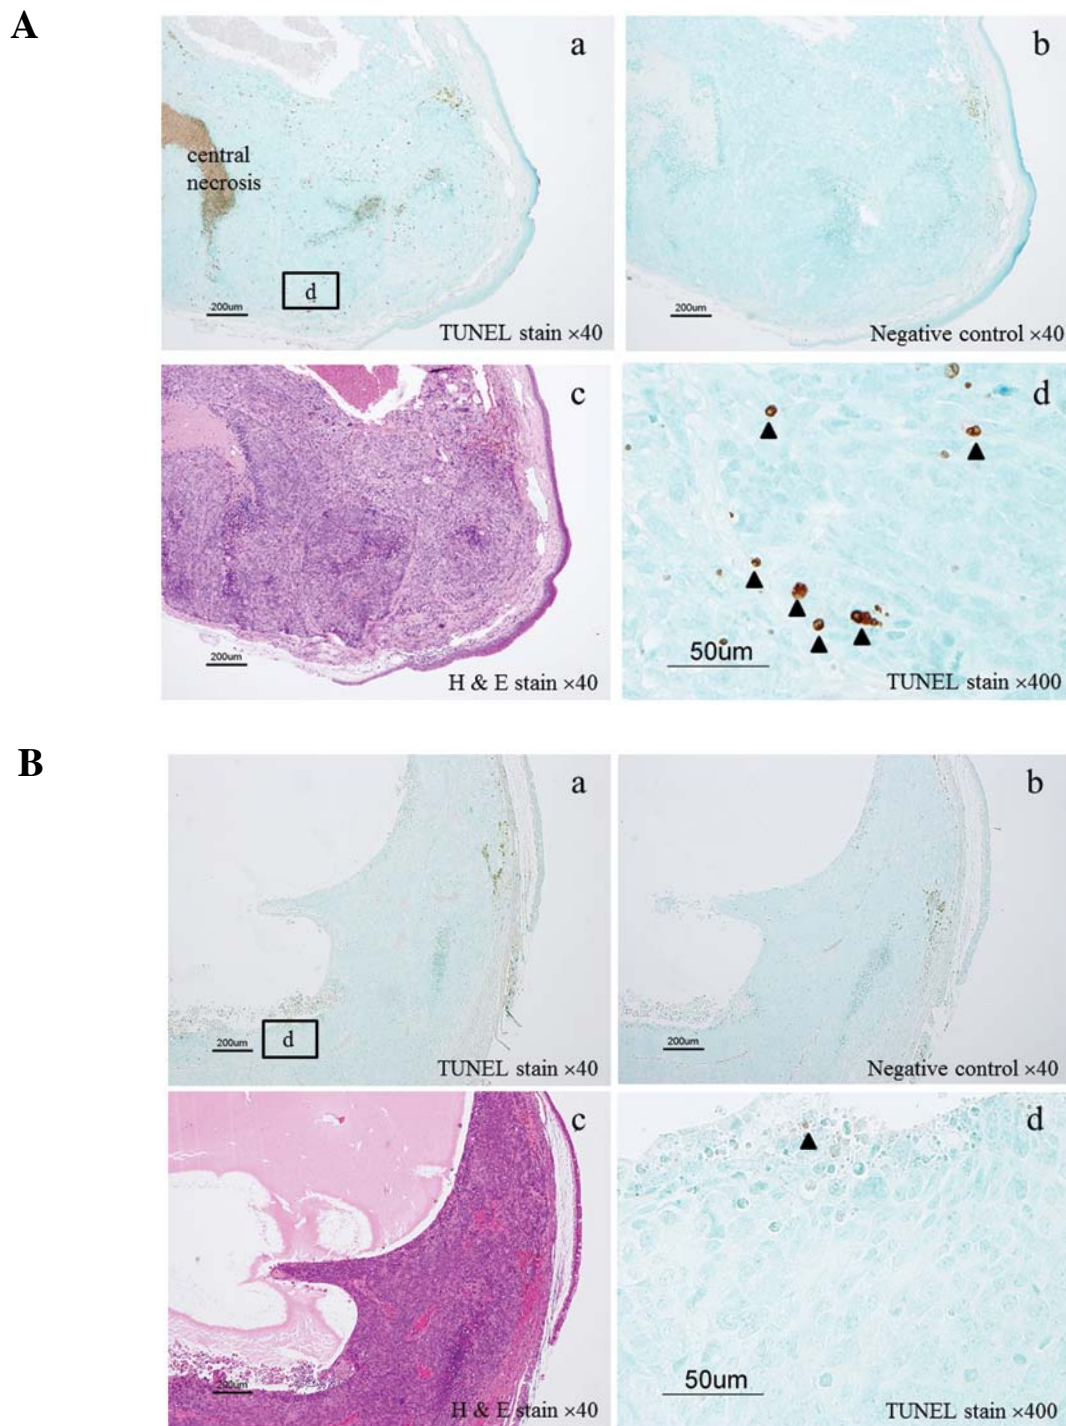 A
a
central
necrosis
d
200um
TUNEL stain ×40
b
200um
Negative control ×40
c
200um
H & E stain ×40
d
50um
TUNEL stain ×400
B
a
d
200um
TUNEL stain ×40
b
200um
Negative control ×40
c
200um
H & E stain ×40
d
50um
TUNEL stain ×400